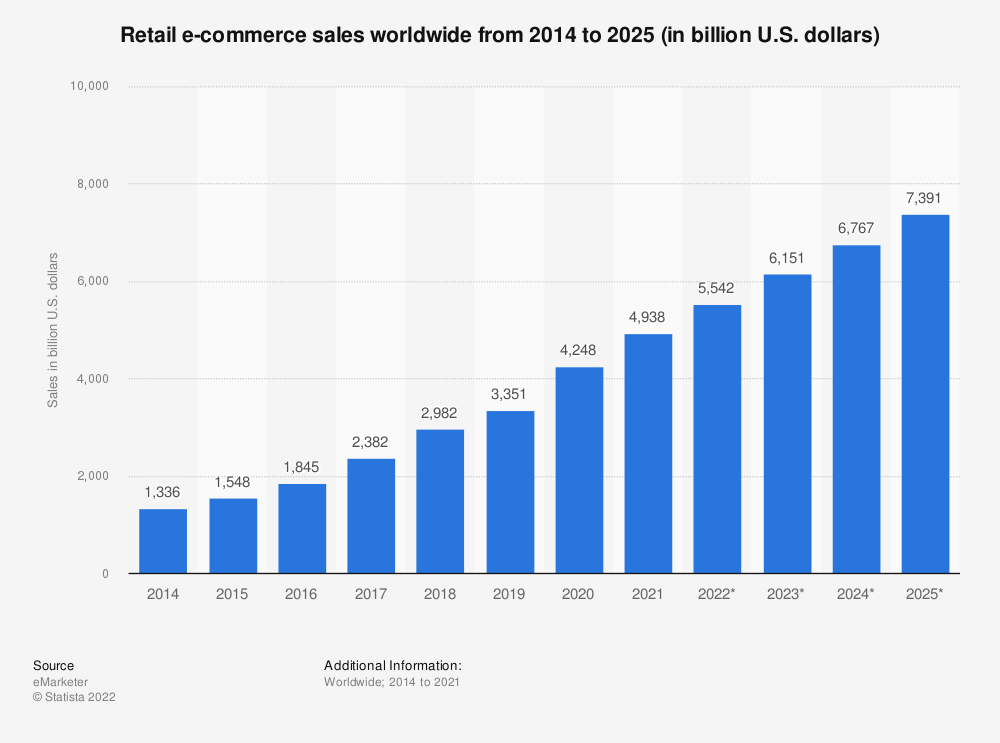 Retail e-commerce sales worldwide from 2014 to 2025 (in billion U.S. dollars)
Sales in billion U.S. dollars
10,000
8,000
6,000
4,000
2,000
0
1,336
1,548
1,845
2,382
2,982
3,351
4,248
4,938
5,542
6,151
6,767
7,391
2014 2015 2016 2017 2018 2019 2020 2021 2022* 2023* 2024* 2025*
Source
eMarketer
© Statista 2022
Additional Information:
Worldwide; 2014 to 2021